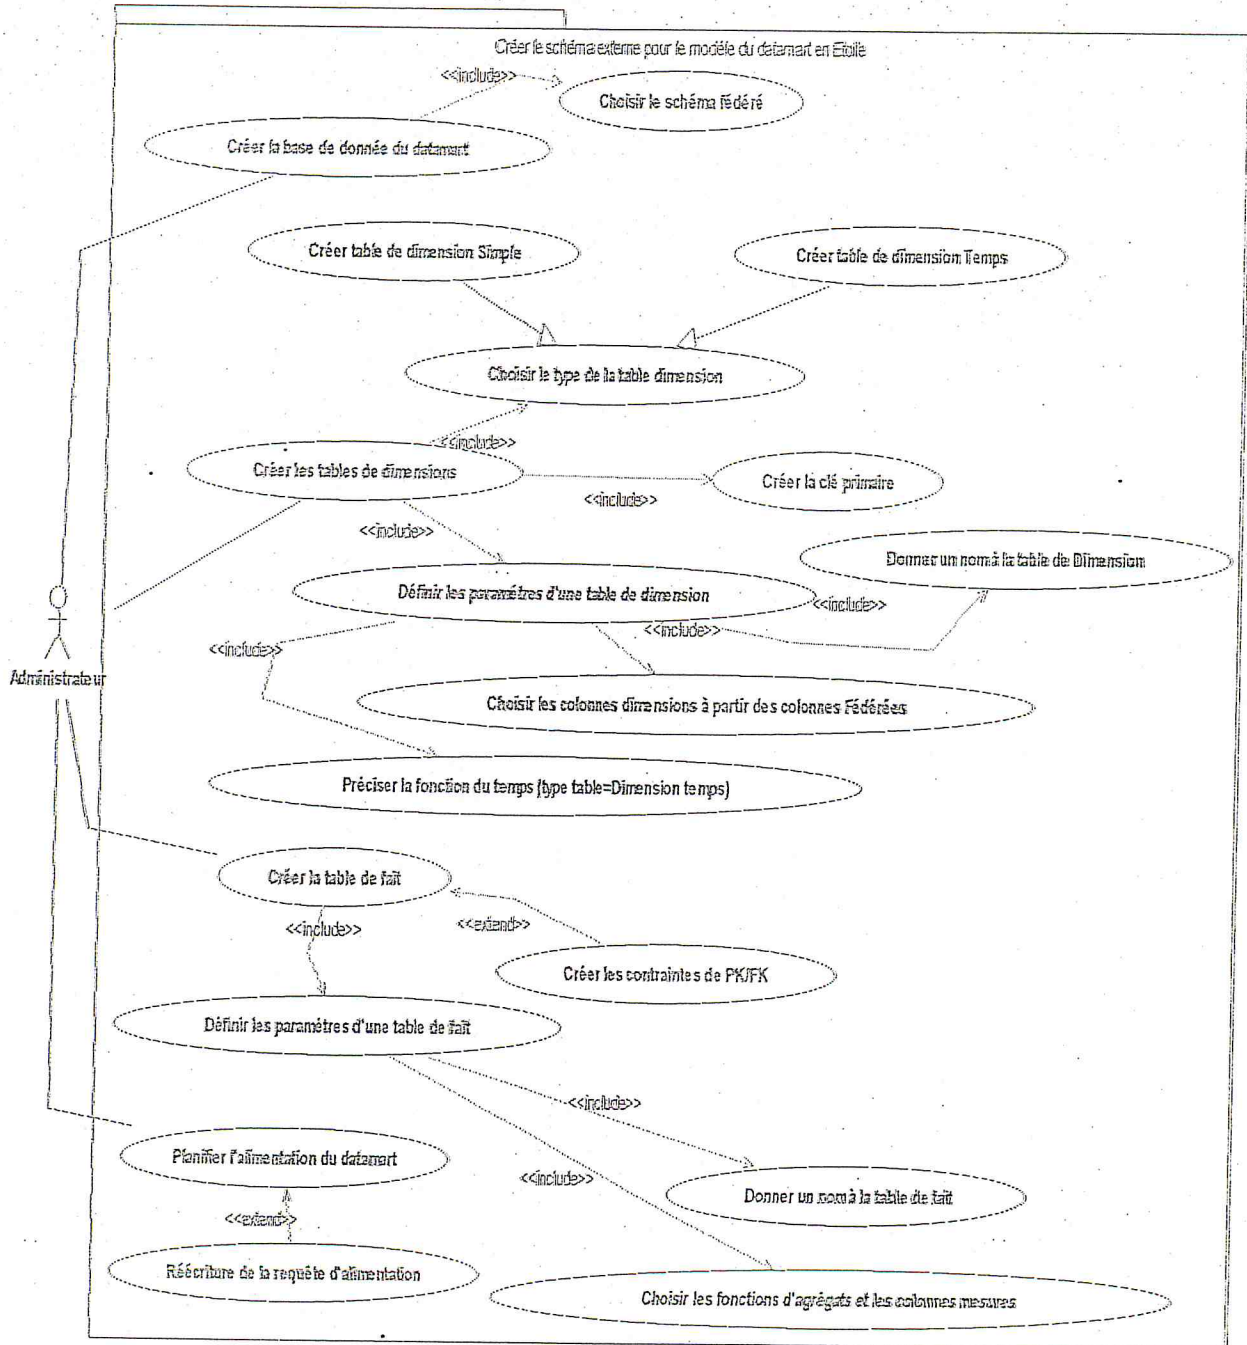 Créer le schéma externe pour le modèle du datamart en Etoile
<<include>>
Choisir le schéma fédéré
Créer la base de donnée du datamart
Créer table de dimension Simple
Créer table de dimension Temps
Choisir le type de la table dimension
<<include>>
Créer les tables de dimensions
Créer la clé primaire
<<include>>
<<include>>
Donner un nom à la table de Dimension
Définir les paramétres d'une table de dimension
<<include>>
<<include>>
<<include>>
Administrateur
Choisir les colonnes dimensions à partir des colonnes Fédérées
Préciser la fonction du temps (type table=Dimension temps)
Créer la table de fait
<<include>>
<<extend>>
Créer les contraintes de PK/FK
Définir les paramétres d'une table de fait
<<include>>
Planifier l'alimentation du datamart
<<include>>
Donner un nom à la table de fait
<<extend>>
Réécriture de la requête d'alimentation
Choisir les fonctions d'agrégats et les colonnes mesures